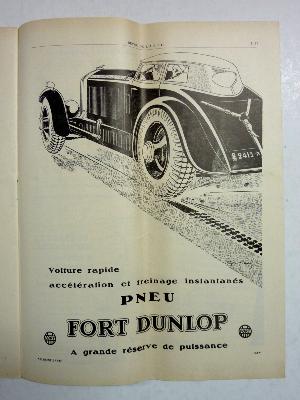 Voiture rapide
accélération et freinage instantanés
PNEU
FORT DUNLOP
A grande réserve de puissance